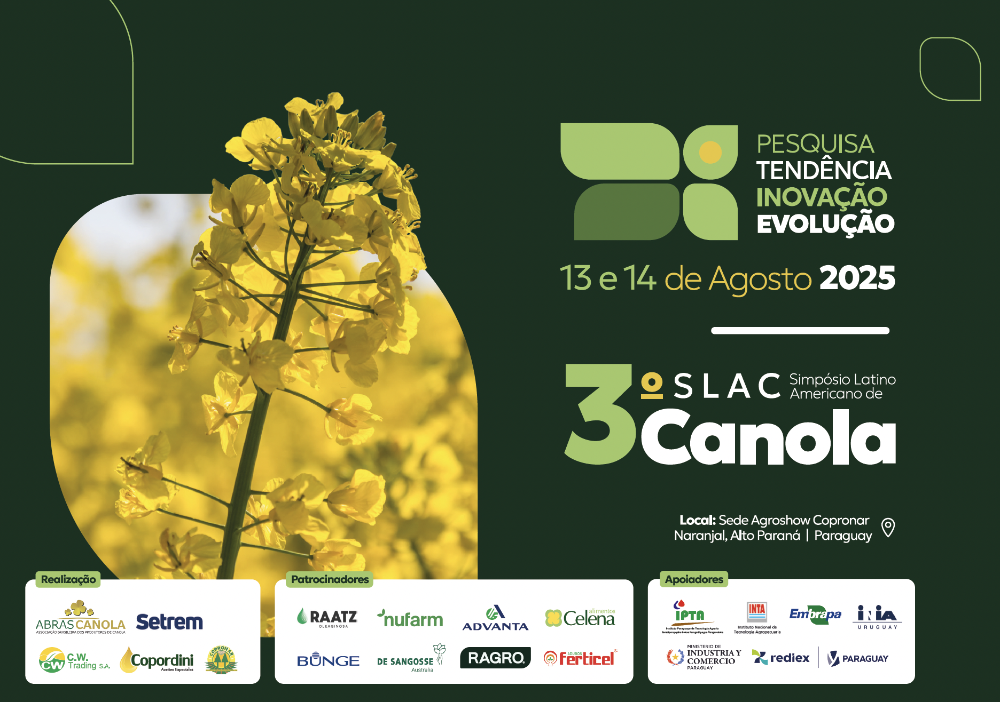 PESQUISA
TENDÊNCIA
INOVAÇÃO
EVOLUÇÃO
13 e 14 de Agosto 2025
3º SLAC Simpósio Latino
Americano de
Canola
Local: Sede Agroshow Copronar
Naranjal, Alto Paraná | Paraguay
Realização
ABRASCANOLA
ASSOCIAÇÃO BRASILEIRA DOS PRODUTORES DE CANOLA
Setrem
CW
C.W.
Trading S.A.
Copordini
Aceites Especiales
COPRONAR
Patrocinadores
RAATZ
OLEAGINOSA
nufarm
ADVANTA
alimentos
Celena
BUNGE
DE SANGOSSE
Australia
RAGRO
ADUBOS
ferticel
Apoiadores
IPTA
Instituto Paraguayo de Tecnología Agraria
INTA
Instituto Nacional de
Tecnología Agropecuaria
Embrapa
INIA
URUGUAY
MINISTERIO DE
INDUSTRIA Y
COMERCIO
PARAGUAY
rediex
PARAGUAY